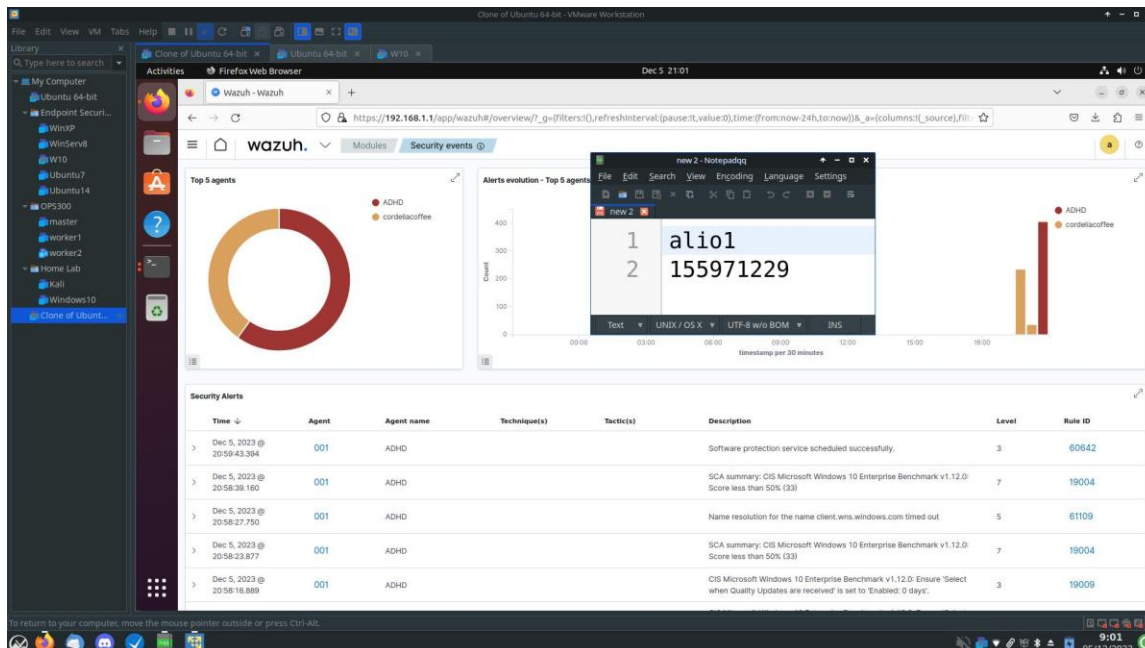 Clone of Ubuntu 64-bit - VMware Workstation
File Edit View VM Tabs Help
Library
Type here to search
My Computer
Ubuntu 64-bit
Endpoint Securi...
WinXP
WinServ8
W10
Ubuntu7
Ubuntu14
OPS300
master
worker1
worker2
Home Lab
Kali
Windows10
Clone of Ubunt...
Clone of Ubuntu 64-bit × Ubuntu 64-bit × W10 ×
Activities Firefox Web Browser Dec 5 21:01
Wazuh - Wazuh × +
https://192.168.1.1/app/wazuh#/overview/?_g=(filters:!(),refreshInterval:(pause:!t,value:0),time:(from:now-24h,to:now))&_a=(columns:!(_source),fil
wazuh. Modules Security events a
Top 5 agents
ADHD
cordeliacoffee
Alerts evolution - Top 5 agents
Count
400
300
200
100
0
00:00 03:00 06:00 09:00 12:00 15:00 18:00
timestamp per 30 minutes
ADHD
cordeliacoffee
new 2 - Notepadqq
File Edit Search View Encoding Language Settings
new 2
1 alio1
2 155971229
Text UNIX / OS X UTF-8 w/o BOM INS
Security Alerts
Time Agent Agent name Technique(s) Tactic(s) Description Level Rule ID
Dec 5, 2023 @ 20:59:43.394 001 ADHD Software protection service scheduled successfully. 3 60642
Dec 5, 2023 @ 20:58:39.160 001 ADHD SCA summary: CIS Microsoft Windows 10 Enterprise Benchmark v1.12.0: Score less than 50% (33) 7 19004
Dec 5, 2023 @ 20:58:27.750 001 ADHD Name resolution for the name client.wns.windows.com timed out 5 61109
Dec 5, 2023 @ 20:58:23.877 001 ADHD SCA summary: CIS Microsoft Windows 10 Enterprise Benchmark v1.12.0: Score less than 50% (33) 7 19004
Dec 5, 2023 @ 20:58:16.889 001 ADHD CIS Microsoft Windows 10 Enterprise Benchmark v1.12.0: Ensure 'Select when Quality Updates are received' is set to 'Enabled: 0 days'. 3 19009
To return to your computer, move the mouse pointer outside or press Ctrl-Alt.
9:01
05/12/2023